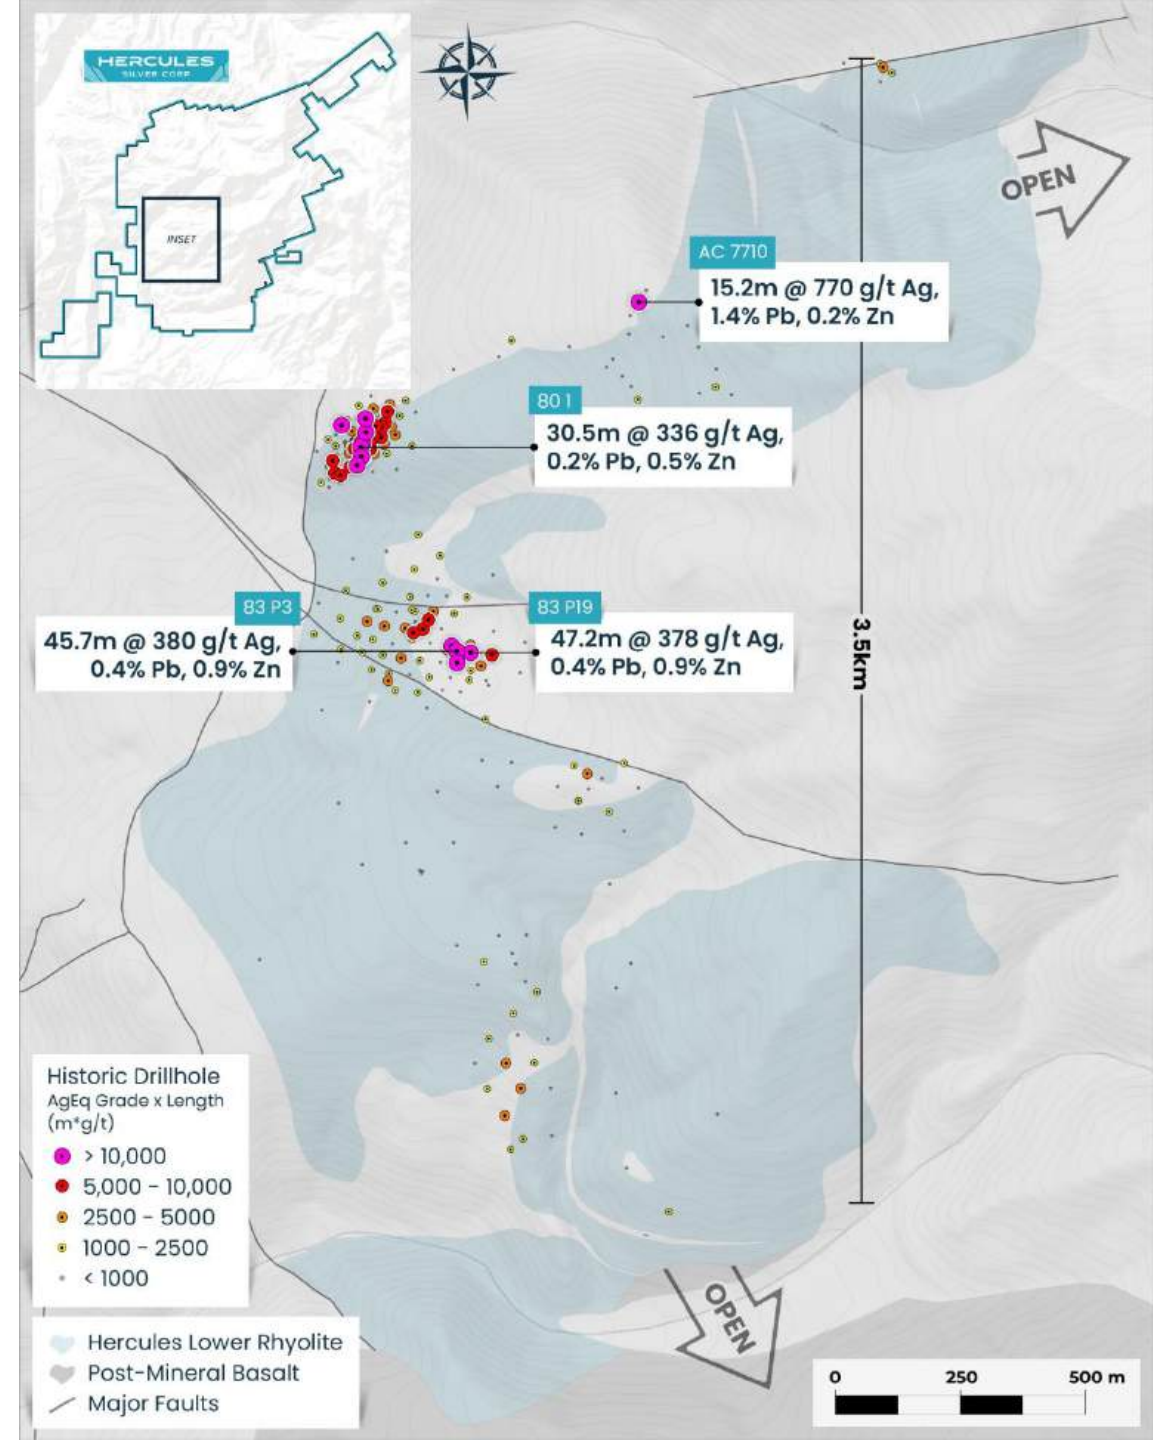 HERCULES
SILVER CORP
INSET
OPEN
AC 7710
15.2m @ 770 g/t Ag,
1.4% Pb, 0.2% Zn
80 1
30.5m @ 336 g/t Ag,
0.2% Pb, 0.5% Zn
83 P3
45.7m @ 380 g/t Ag,
0.4% Pb, 0.9% Zn
83 P19
47.2m @ 378 g/t Ag,
0.4% Pb, 0.9% Zn
3.5km
Historic Drillhole
AgEq Grade x Length
(m*g/t)
> 10,000
5,000 - 10,000
2500 - 5000
1000 - 2500
< 1000
OPEN
Hercules Lower Rhyolite
Post-Mineral Basalt
Major Faults
0 250 500 m